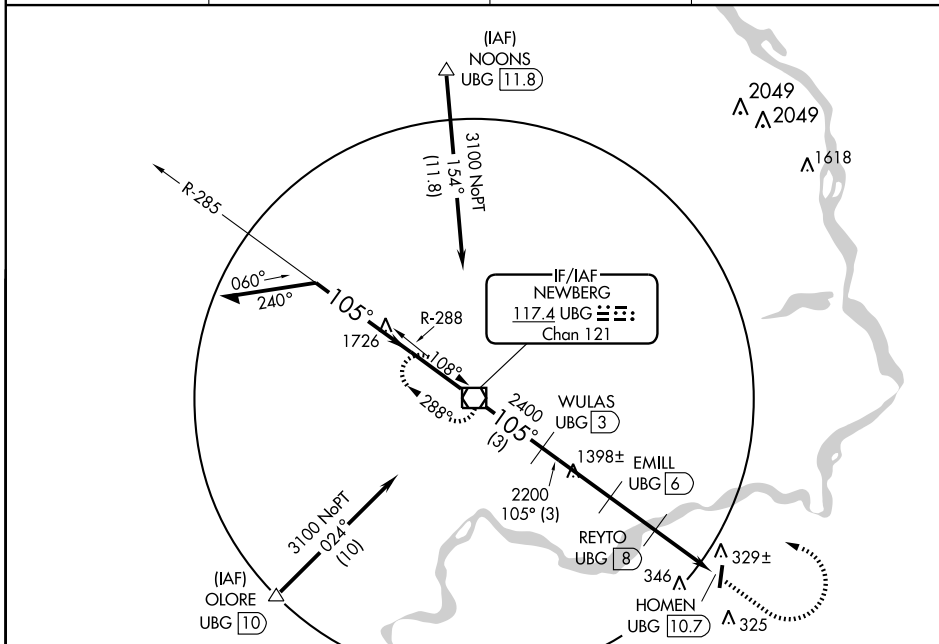 (IAF)
NOONS
UBG 11.8
2049
2049
1618
3100 NoPT
154°
(11.8)
R-285
060°
240°
105°
1726
R-288
108°
288°
IF/IAF
NEWBERG
117.4 UBG
Chan 121
2400
105°
(3)
WULAS
UBG 3
1398±
2200
105° (3)
EMILL
UBG 6
REYTO
UBG 8
3100 NoPT
024°
(10)
(IAF)
OLORE
UBG 10
346
329±
HOMEN
UBG 10.7
325